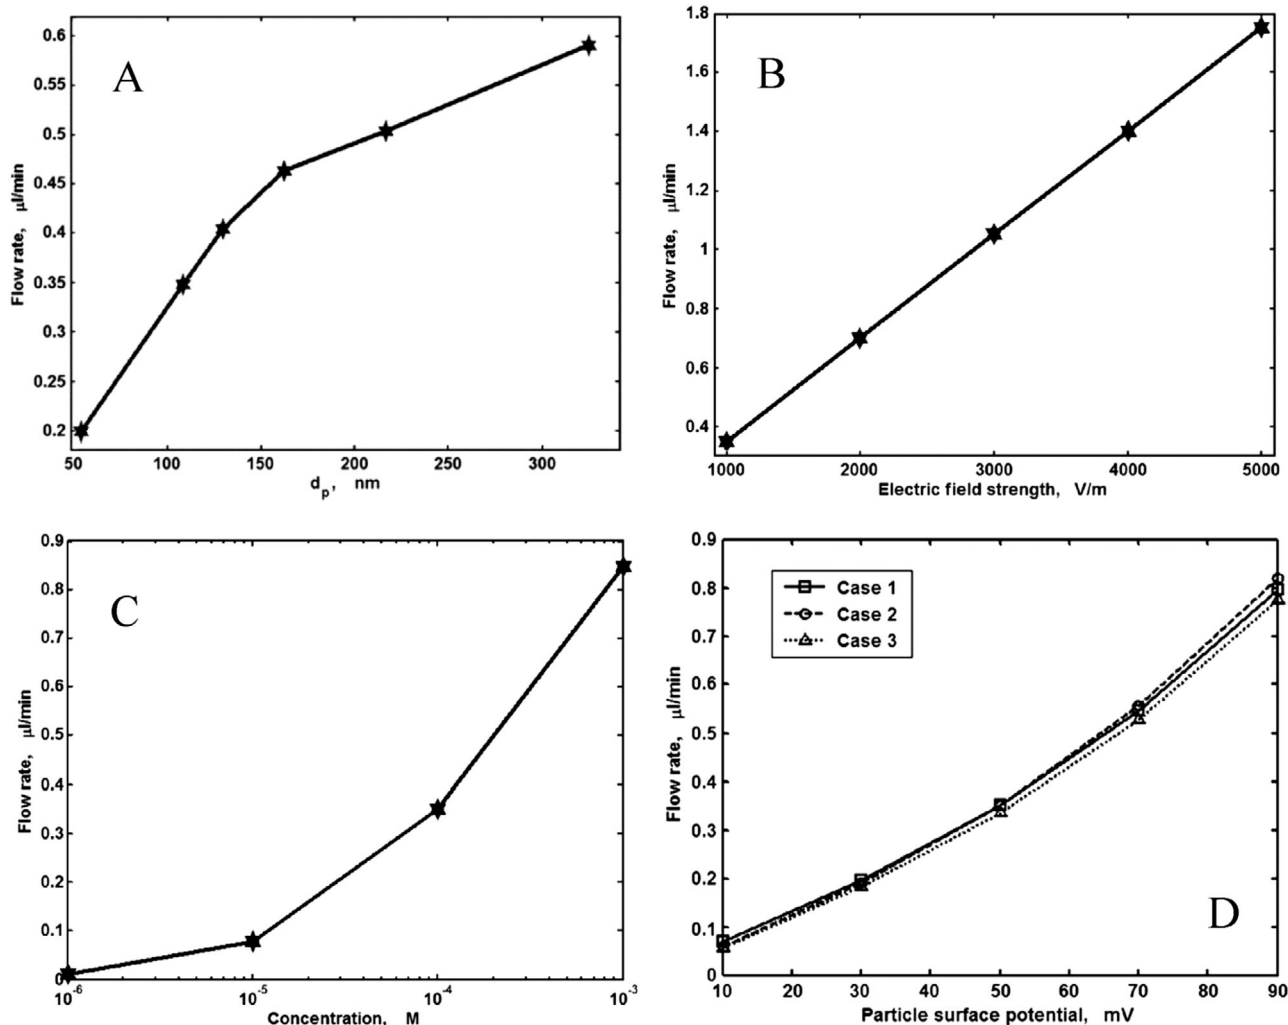 A
Flow rate, μl/min
0.6
0.55
0.5
0.45
0.4
0.35
0.3
0.25
0.2
50 100 150 200 250 300
dp, nm
B
Flow rate, μl/min
1.8
1.6
1.4
1.2
1
0.8
0.6
0.4
1000 2000 3000 4000 5000
Electric field strength, V/m
C
Flow rate, μl/min
0.9
0.8
0.7
0.6
0.5
0.4
0.3
0.2
0.1
0
10-6 10-5 10-4 10-3
Concentration, M
Case 1
Case 2
Case 3
D
Flow rate, μl/min
0.9
0.8
0.7
0.6
0.5
0.4
0.3
0.2
0.1
0
10 20 30 40 50 60 70 80 90
Particle surface potential, mV